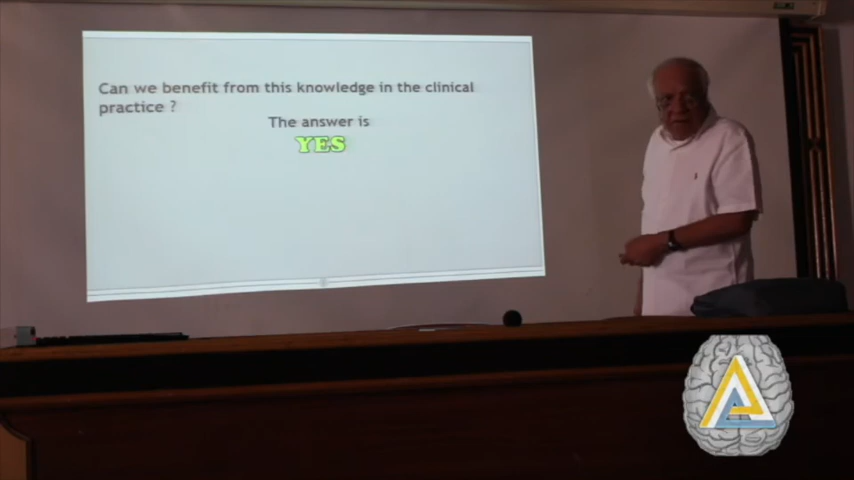 Can we benefit from this knowledge in the clinical
practice ?
The answer is
YES